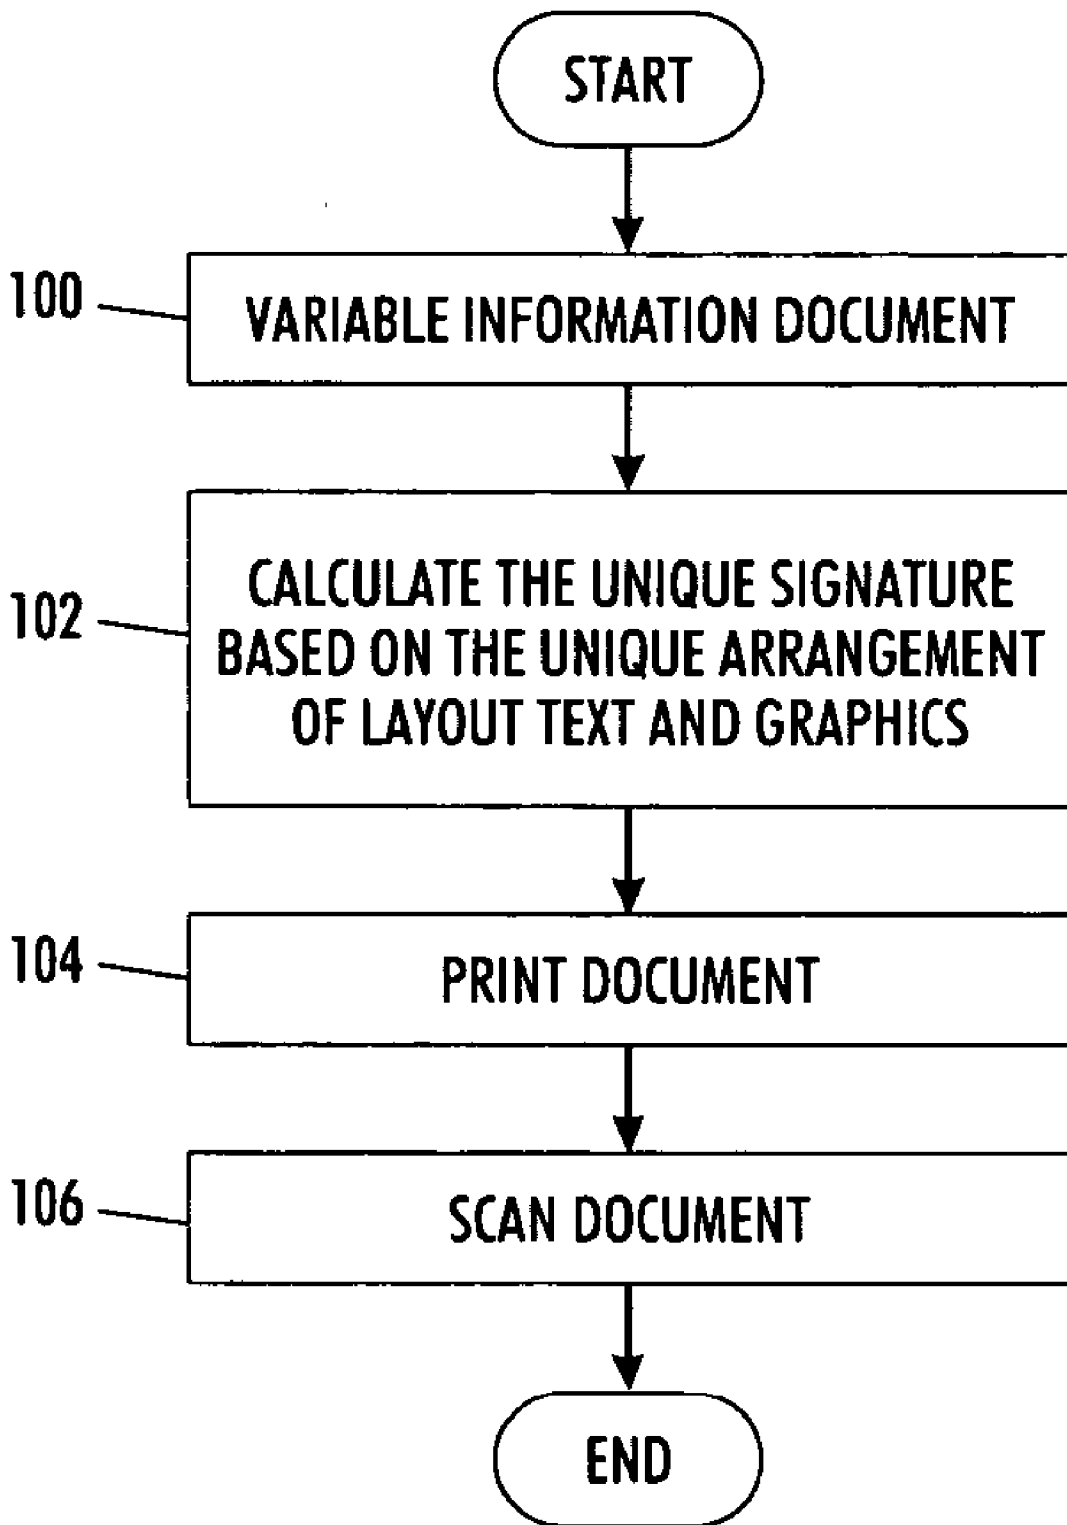 START
100
VARIABLE INFORMATION DOCUMENT
102
CALCULATE THE UNIQUE SIGNATURE
BASED ON THE UNIQUE ARRANGEMENT
OF LAYOUT TEXT AND GRAPHICS
104
PRINT DOCUMENT
106
SCAN DOCUMENT
END